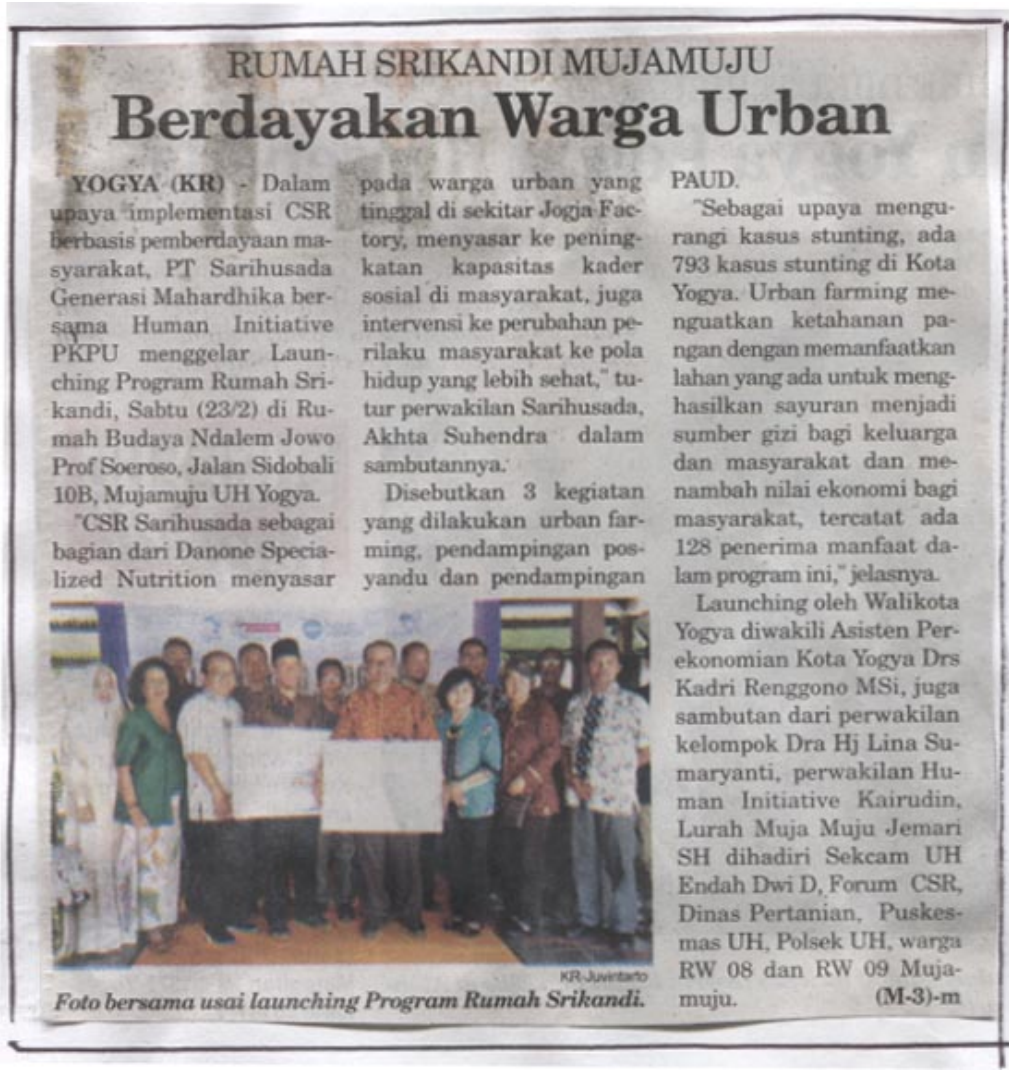 RUMAH SRIKANDI MUJAMUJU
Berdayakan Warga Urban
YOGYA (KR) - Dalam
upaya implementasi CSR
berbasis pemberdayaan ma-
syarakat, PT Sarihusada
Generasi Mahardhika ber-
sama Human Initiative
PKPU menggelar Laun-
ching Program Rumah Sri-
kandi, Sabtu (23/2) di Ru-
mah Budaya Ndalem Jowo
Prof Soeroso, Jalan Sidobali
10B, Mujamuju UH Yogya.
"CSR Sarihusada sebagai
bagian dari Danone Specia-
lized Nutrition menyasar
pada warga urban yang
tinggal di sekitar Jogja Fac-
tory, menyasar ke pening-
katan kapasitas kader
sosial di masyarakat, juga
intervensi ke perubahan pe-
rilaku masyarakat ke pola
hidup yang lebih sehat," tu-
tur perwakilan Sarihusada,
Akhta Suhendra dalam
sambutannya.
Disebutkan 3 kegiatan
yang dilakukan urban far-
ming, pendampingan pos-
yandu dan pendampingan
PAUD.
"Sebagai upaya mengu-
rangi kasus stunting, ada
793 kasus stunting di Kota
Yogya. Urban farming me-
nguatkan ketahanan pa-
ngan dengan memanfaatkan
lahan yang ada untuk meng-
hasilkan sayuran menjadi
sumber gizi bagi keluarga
dan masyarakat dan me-
nambah nilai ekonomi bagi
masyarakat, tercatat ada
128 penerima manfaat da-
lam program ini," jelasnya.
Launching oleh Walikota
Yogya diwakili Asisten Per-
ekonomian Kota Yogya Drs
Kadri Renggono MSi, juga
sambutan dari perwakilan
kelompok Dra Hj Lina Su-
maryanti, perwakilan Hu-
man Initiative Kairudin,
Lurah Muja Muju Jemari
SH dihadiri Sekcam UH
Endah Dwi D, Forum CSR,
Dinas Pertanian, Puskes-
mas UH, Polsek UH, warga
RW 08 dan RW 09 Muja-
muju. (M-3)-m
KR-Juvintarto
Foto bersama usai launching Program Rumah Srikandi.